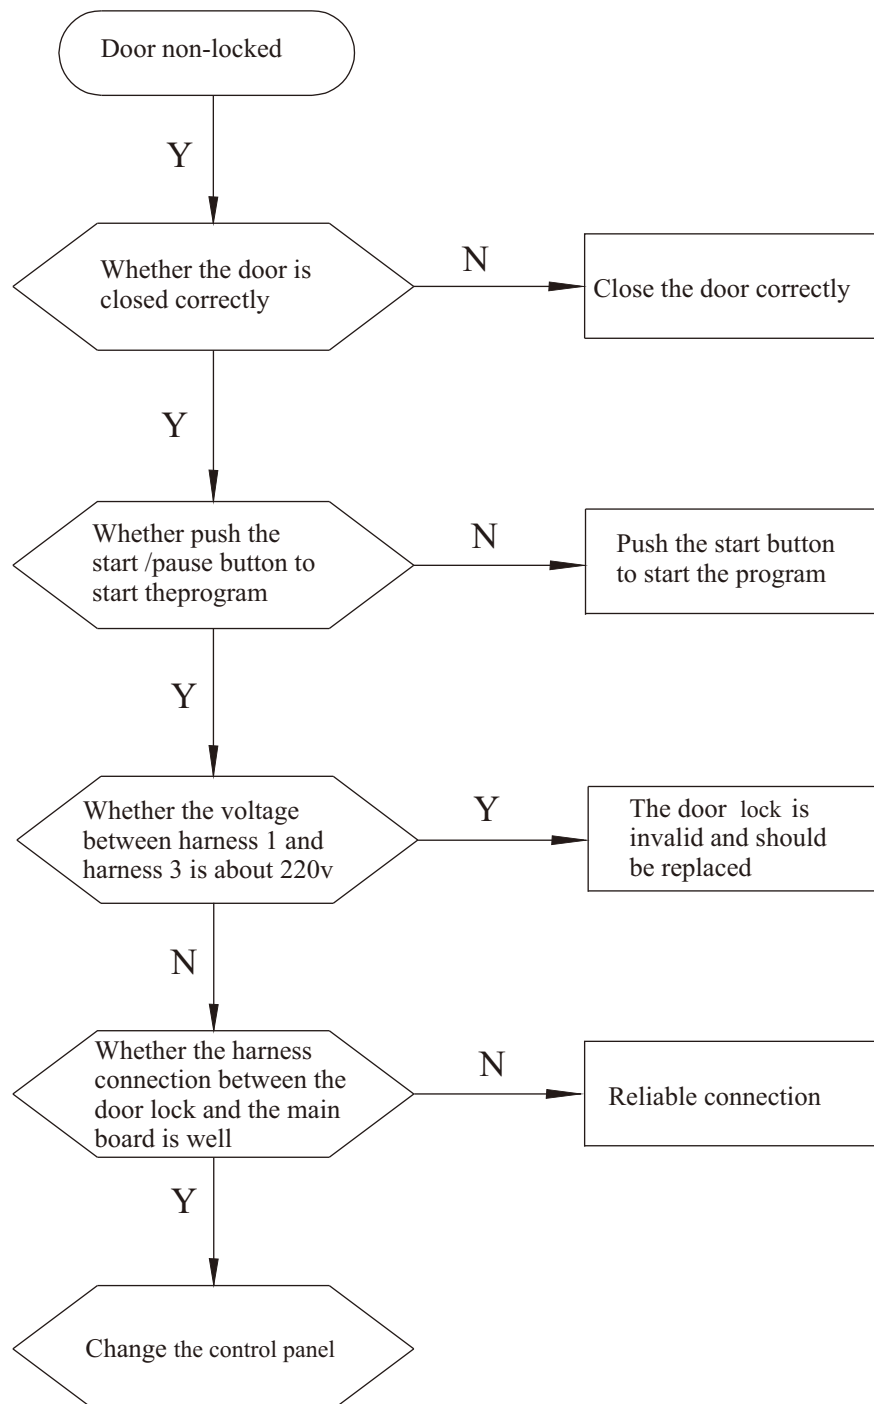 Door non-locked
Y
Whether the door is
closed correctly
N
Close the door correctly
Y
Whether push the
start /pause button to
start theprogram
N
Push the start button
to start the program
Y
Whether the voltage
between harness 1 and
harness 3 is about 220v
Y
The door lock is
invalid and should
be replaced
N
Whether the harness
connection between the
door lock and the main
board is well
N
Reliable connection
Y
Change the control panel